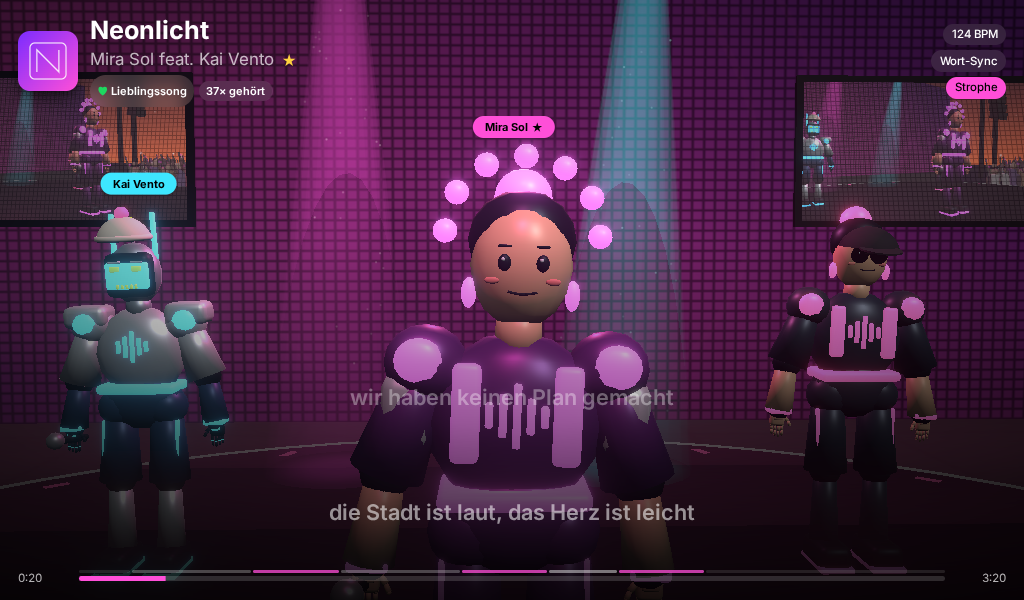 Neonlicht
Mira Sol feat. Kai Vento ★
Lieblingssong
37× gehört
124 BPM
Wort-Sync
Strophe
Mira Sol ★
Kai Vento
wir haben keinen Plan gemacht
die Stadt ist laut, das Herz ist leicht
0:20
3:20